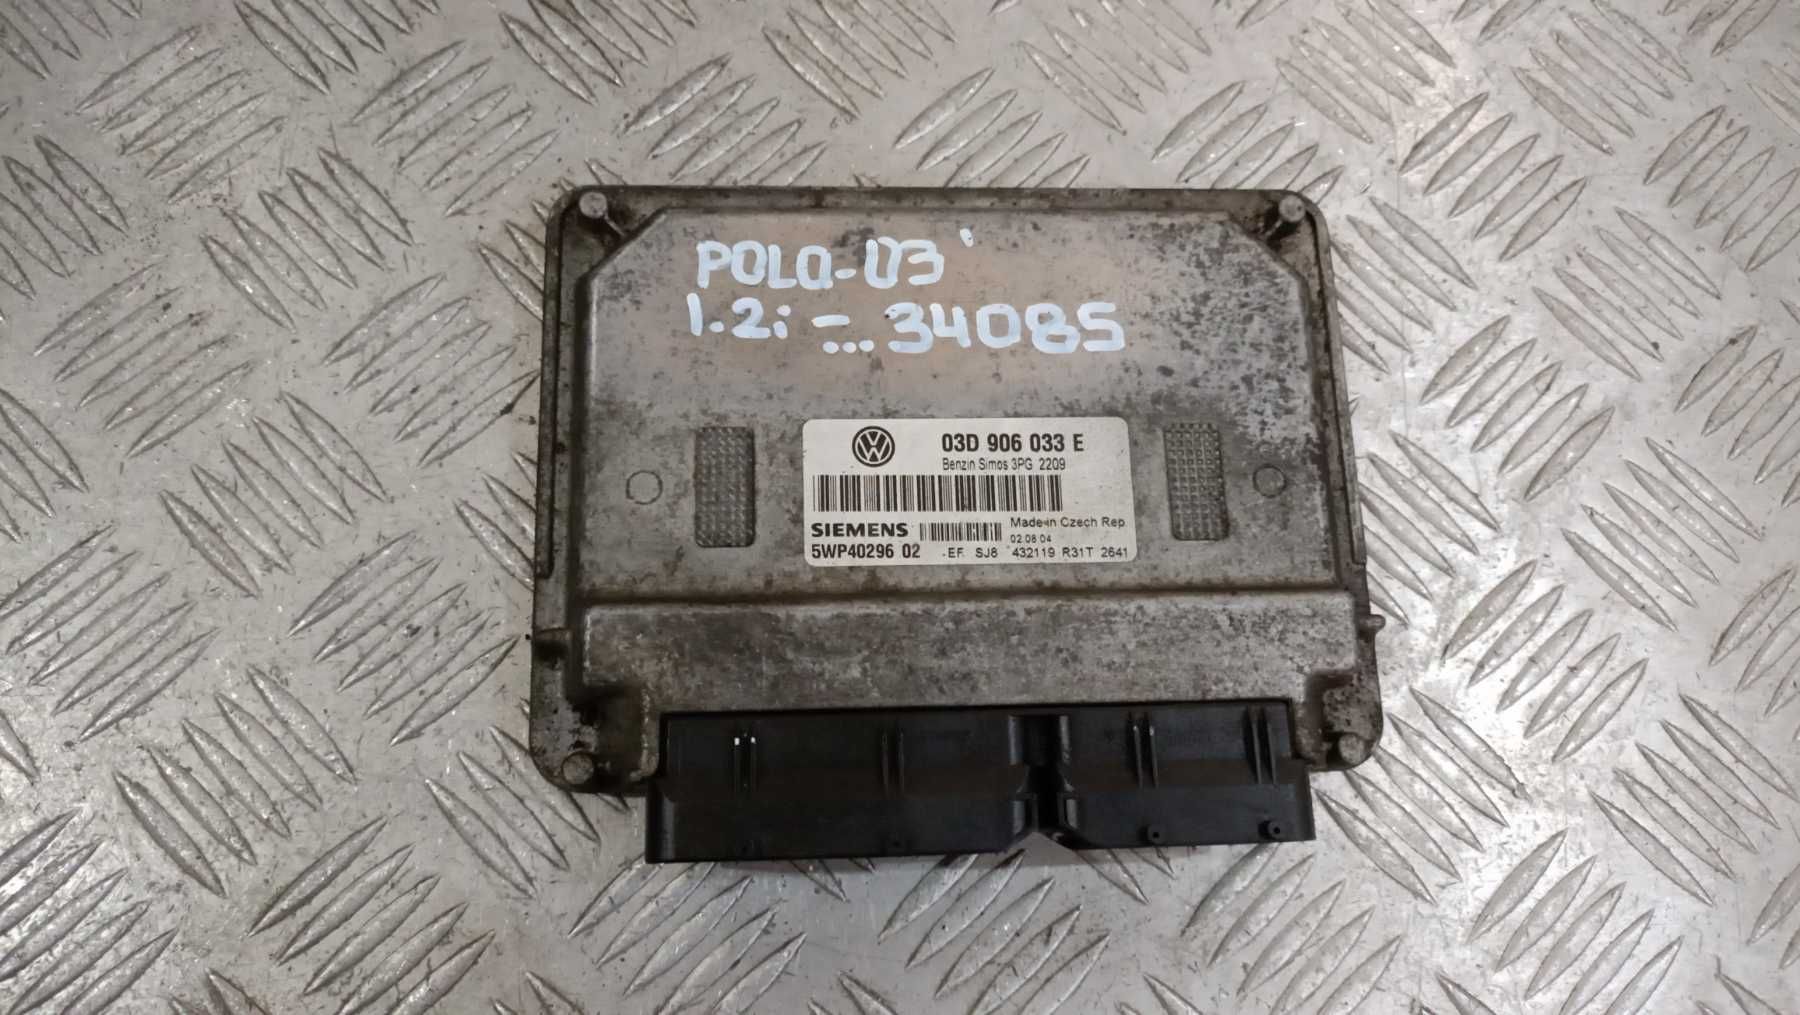 POLO-03'
1.2i - ...34085
03D 906 033 E
Benzin Simos 3PG 2209
SIEMENS
Made in Czech Rep
02.08 04
5WP40296 02
EF SJ8 432119 R31T 2641